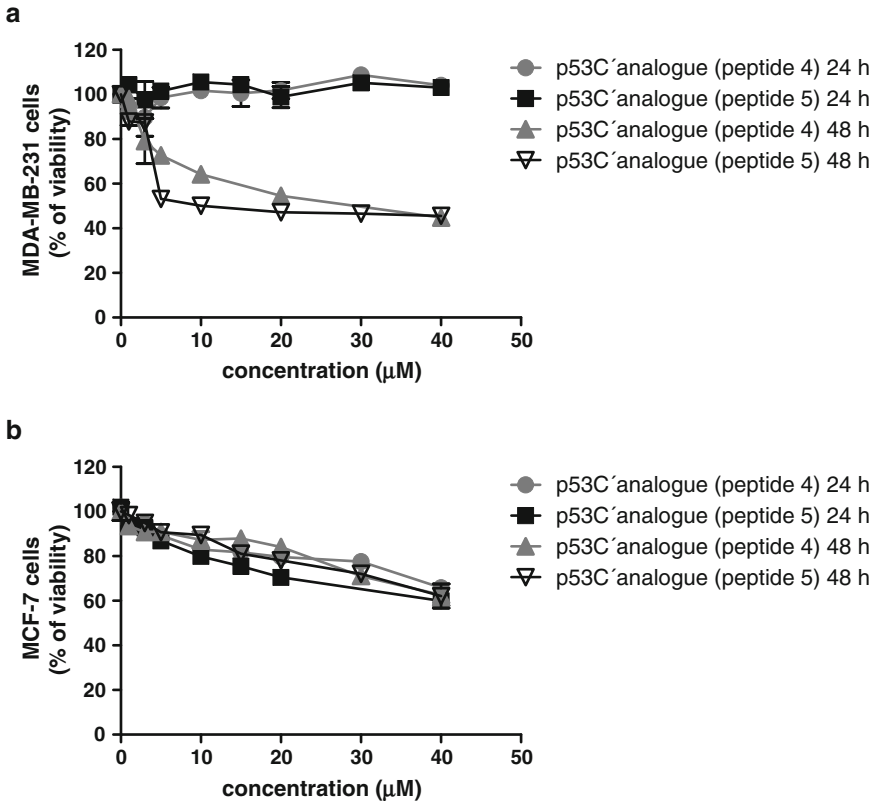 a
120
100
80
60
40
20
0
MDA-MB-231 cells
(% of viability)
0 10 20 30 40 50
concentration (μM)
p53C´analogue (peptide 4) 24 h
p53C´analogue (peptide 5) 24 h
p53C´analogue (peptide 4) 48 h
p53C´analogue (peptide 5) 48 h
b
120
100
80
60
40
20
0
MCF-7 cells
(% of viability)
0 10 20 30 40 50
concentration (μM)
p53C´analogue (peptide 4) 24 h
p53C´analogue (peptide 5) 24 h
p53C´analogue (peptide 4) 48 h
p53C´analogue (peptide 5) 48 h